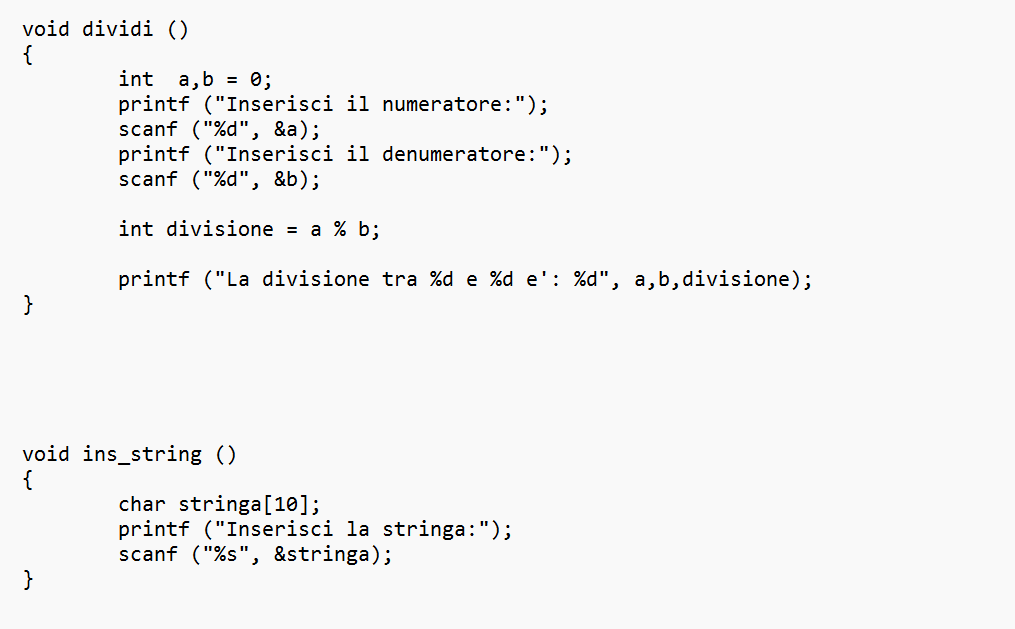 void dividi ()
{
        int  a,b = 0;
        printf ("Inserisci il numeratore:");
        scanf ("%d", &a);
        printf ("Inserisci il denumeratore:");
        scanf ("%d", &b);

        int divisione = a % b;

        printf ("La divisione tra %d e %d e': %d", a,b,divisione);
}

void ins_string ()
{
        char stringa[10];
        printf ("Inserisci la stringa:");
        scanf ("%s", &stringa);
}